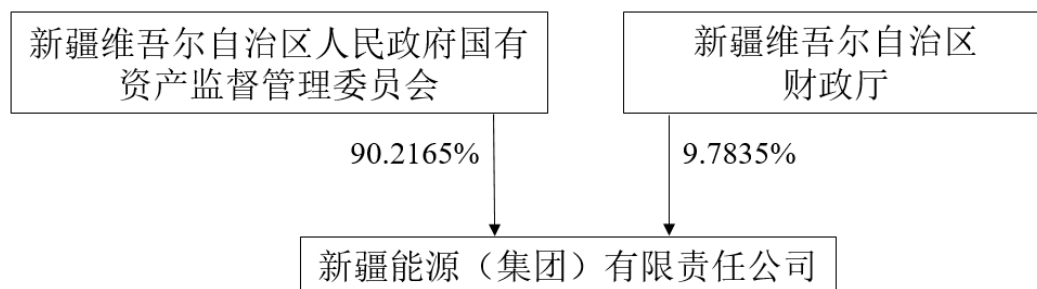 新疆维吾尔自治区人民政府国有
资产监督管理委员会
新疆维吾尔自治区
财政厅
90.2165%
9.7835%
新疆能源（集团）有限责任公司